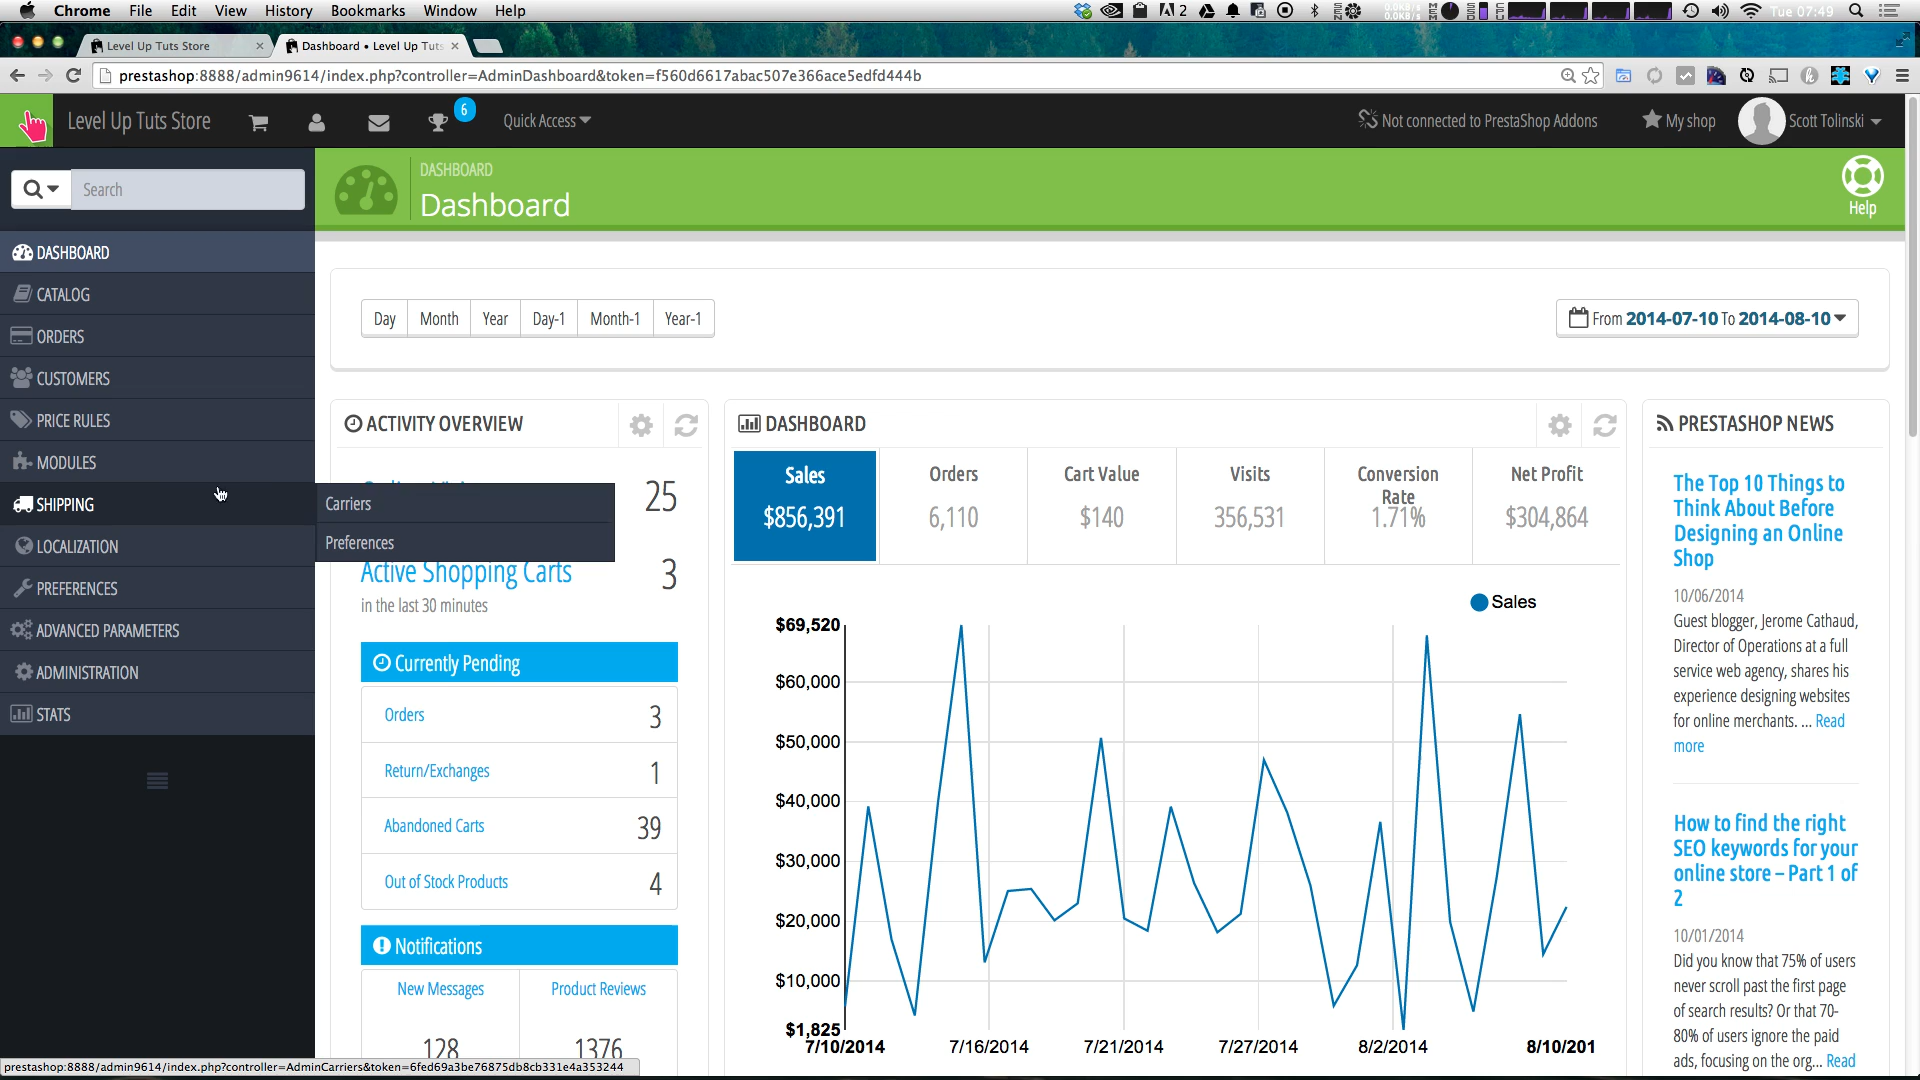 Chrome File Edit View History Bookmarks Window Help
2
Tue 07:49
Level Up Tuts Store
Dashboard • Level Up Tuts
prestashop:8888/admin9614/index.php?controller=AdminDashboard&token=f560d6617abac507e366ace5edfd444b
Level Up Tuts Store
6
Quick Access
Not connected to PrestaShop Addons
My shop
Scott Tolinski
Search
DASHBOARD
Dashboard
Help
DASHBOARD
CATALOG
ORDERS
CUSTOMERS
PRICE RULES
MODULES
SHIPPING
LOCALIZATION
PREFERENCES
ADVANCED PARAMETERS
ADMINISTRATION
STATS
Carriers
Preferences
Day Month Year Day-1 Month-1 Year-1
From 2014-07-10 To 2014-08-10
ACTIVITY OVERVIEW
25
Active Shopping Carts 3
in the last 30 minutes
Currently Pending
Orders 3
Return/Exchanges 1
Abandoned Carts 39
Out of Stock Products 4
Notifications
New Messages Product Reviews
128 1376
DASHBOARD
Sales
$856,391
Orders
6,110
Cart Value
$140
Visits
356,531
Conversion
Rate
1.71%
Net Profit
$304,864
Sales
$69,520
$60,000
$50,000
$40,000
$30,000
$20,000
$10,000
$1,825
7/10/2014 7/16/2014 7/21/2014 7/27/2014 8/2/2014 8/10/201
PRESTASHOP NEWS
The Top 10 Things to
Think About Before
Designing an Online
Shop
10/06/2014
Guest blogger, Jerome Cathaud,
Director of Operations at a full
service web agency, shares his
experience designing websites
for online merchants. ... Read
more
How to find the right
SEO keywords for your
online store – Part 1 of
2
10/01/2014
Did you know that 75% of users
never scroll past the first page
of search results? Or that 70-
80% of users ignore the paid
ads, focusing on the org... Read
prestashop:8888/admin9614/index.php?controller=AdminCarriers&token=6fed69a3be76875db8cb331e4a353244